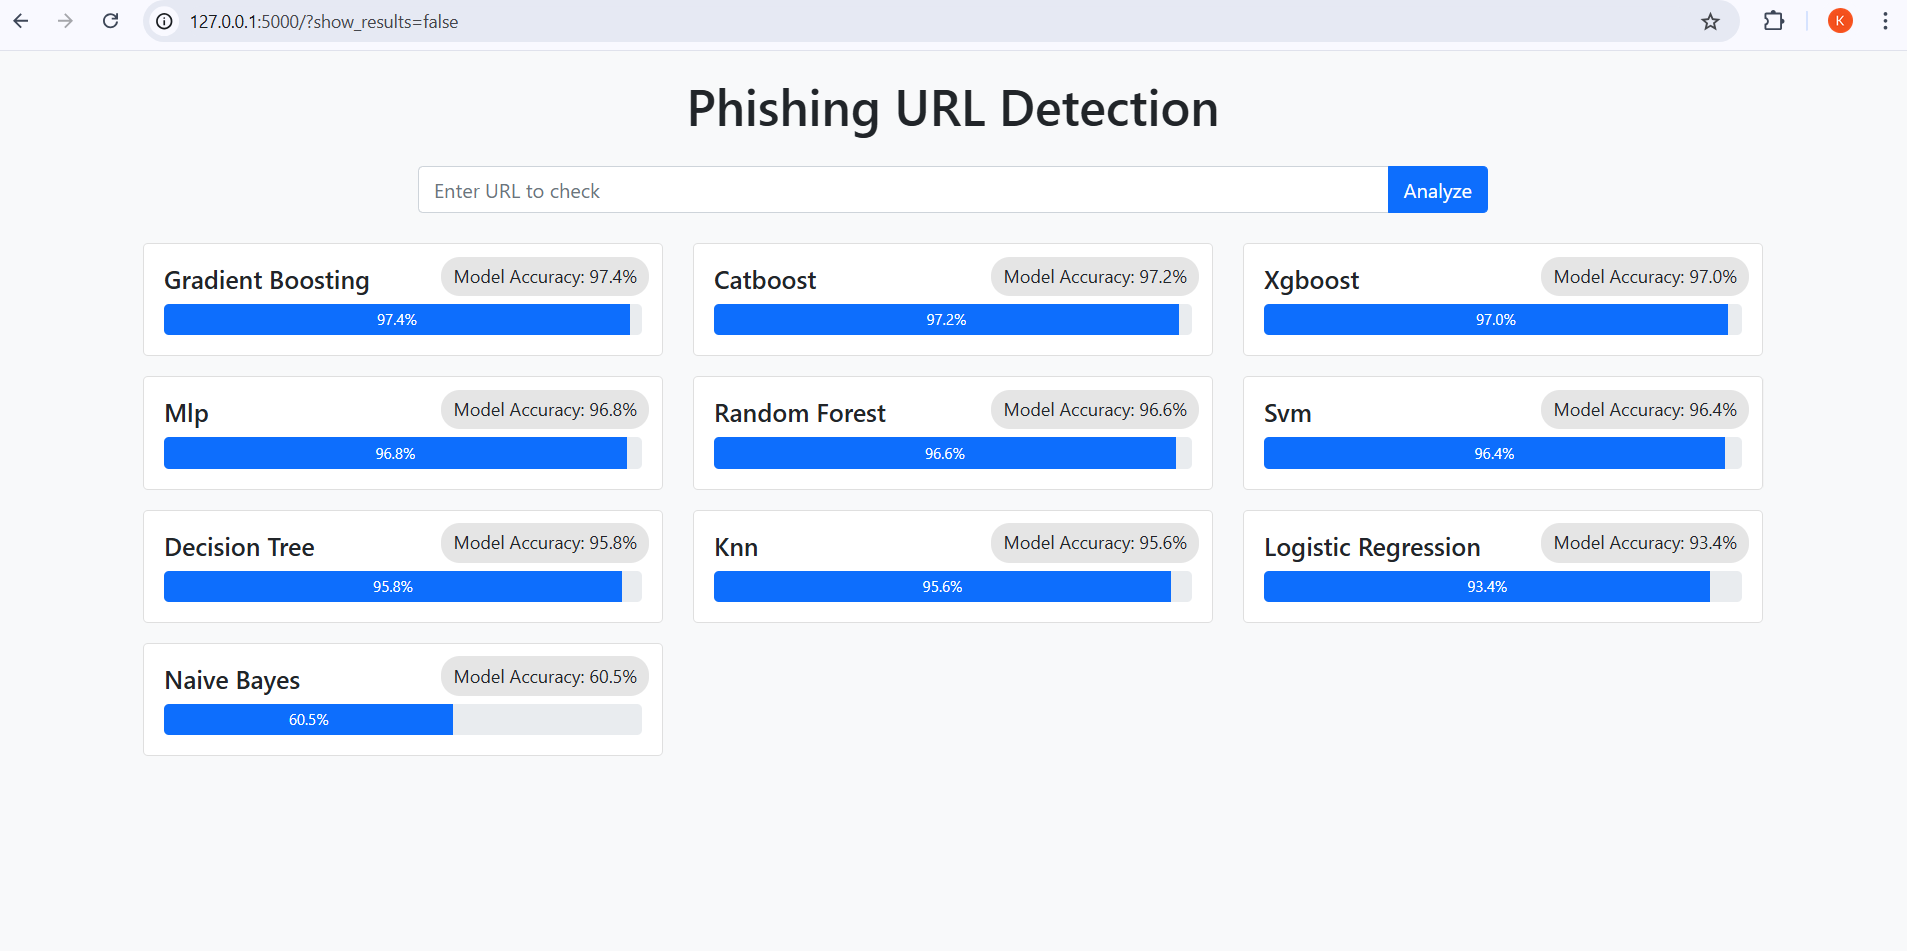 127.0.0.1:5000/?show_results=false
K
Phishing URL Detection
Enter URL to check
Analyze
Gradient Boosting
Model Accuracy: 97.4%
97.4%
Catboost
Model Accuracy: 97.2%
97.2%
Xgboost
Model Accuracy: 97.0%
97.0%
Mlp
Model Accuracy: 96.8%
96.8%
Random Forest
Model Accuracy: 96.6%
96.6%
Svm
Model Accuracy: 96.4%
96.4%
Decision Tree
Model Accuracy: 95.8%
95.8%
Knn
Model Accuracy: 95.6%
95.6%
Logistic Regression
Model Accuracy: 93.4%
93.4%
Naive Bayes
Model Accuracy: 60.5%
60.5%